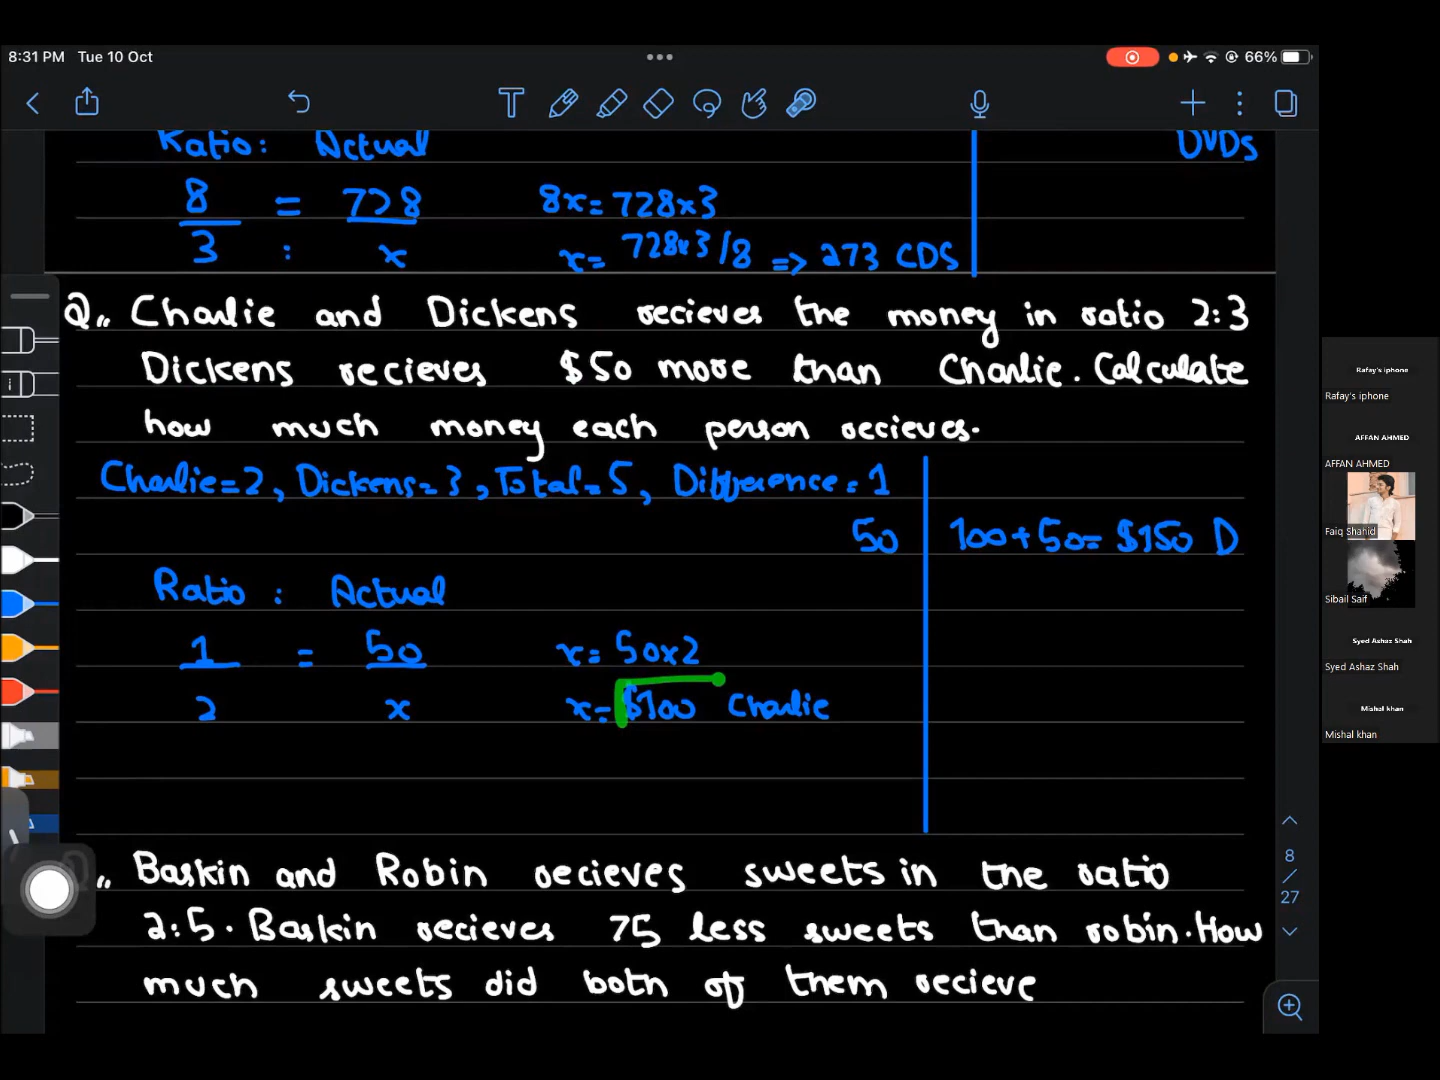 8:31 PM Tue 10 Oct
66%
Ratio: Actual
DVDs
8 = 728 8x = 728x3
3 : x x = 728x3/8 => 273 CDS
Q,, Charlie and Dickens recieves the money in ratio 2:3
Dickens recieves $50 more than Charlie. Calculate
how much money each person recieves.
Charlie=2, Dickens=3, Total=5, Difference=1
50 100+50=$150 D
Ratio : Actual
1 = 50 x= 50x2
2 x x= $100 Charlie
Q,, Baskin and Robin recieves sweets in the ratio
2:5. Baskin recieves 75 less sweets than robin. How
much sweets did both of them recieve
8
/
27
Rafay's iphone
Rafay's iphone
AFFAN AHMED
AFFAN AHMED
Faiq Shahid
Sibail Saif
Syed Ashaz Shah
Syed Ashaz Shah
Mishal khan
Mishal khan